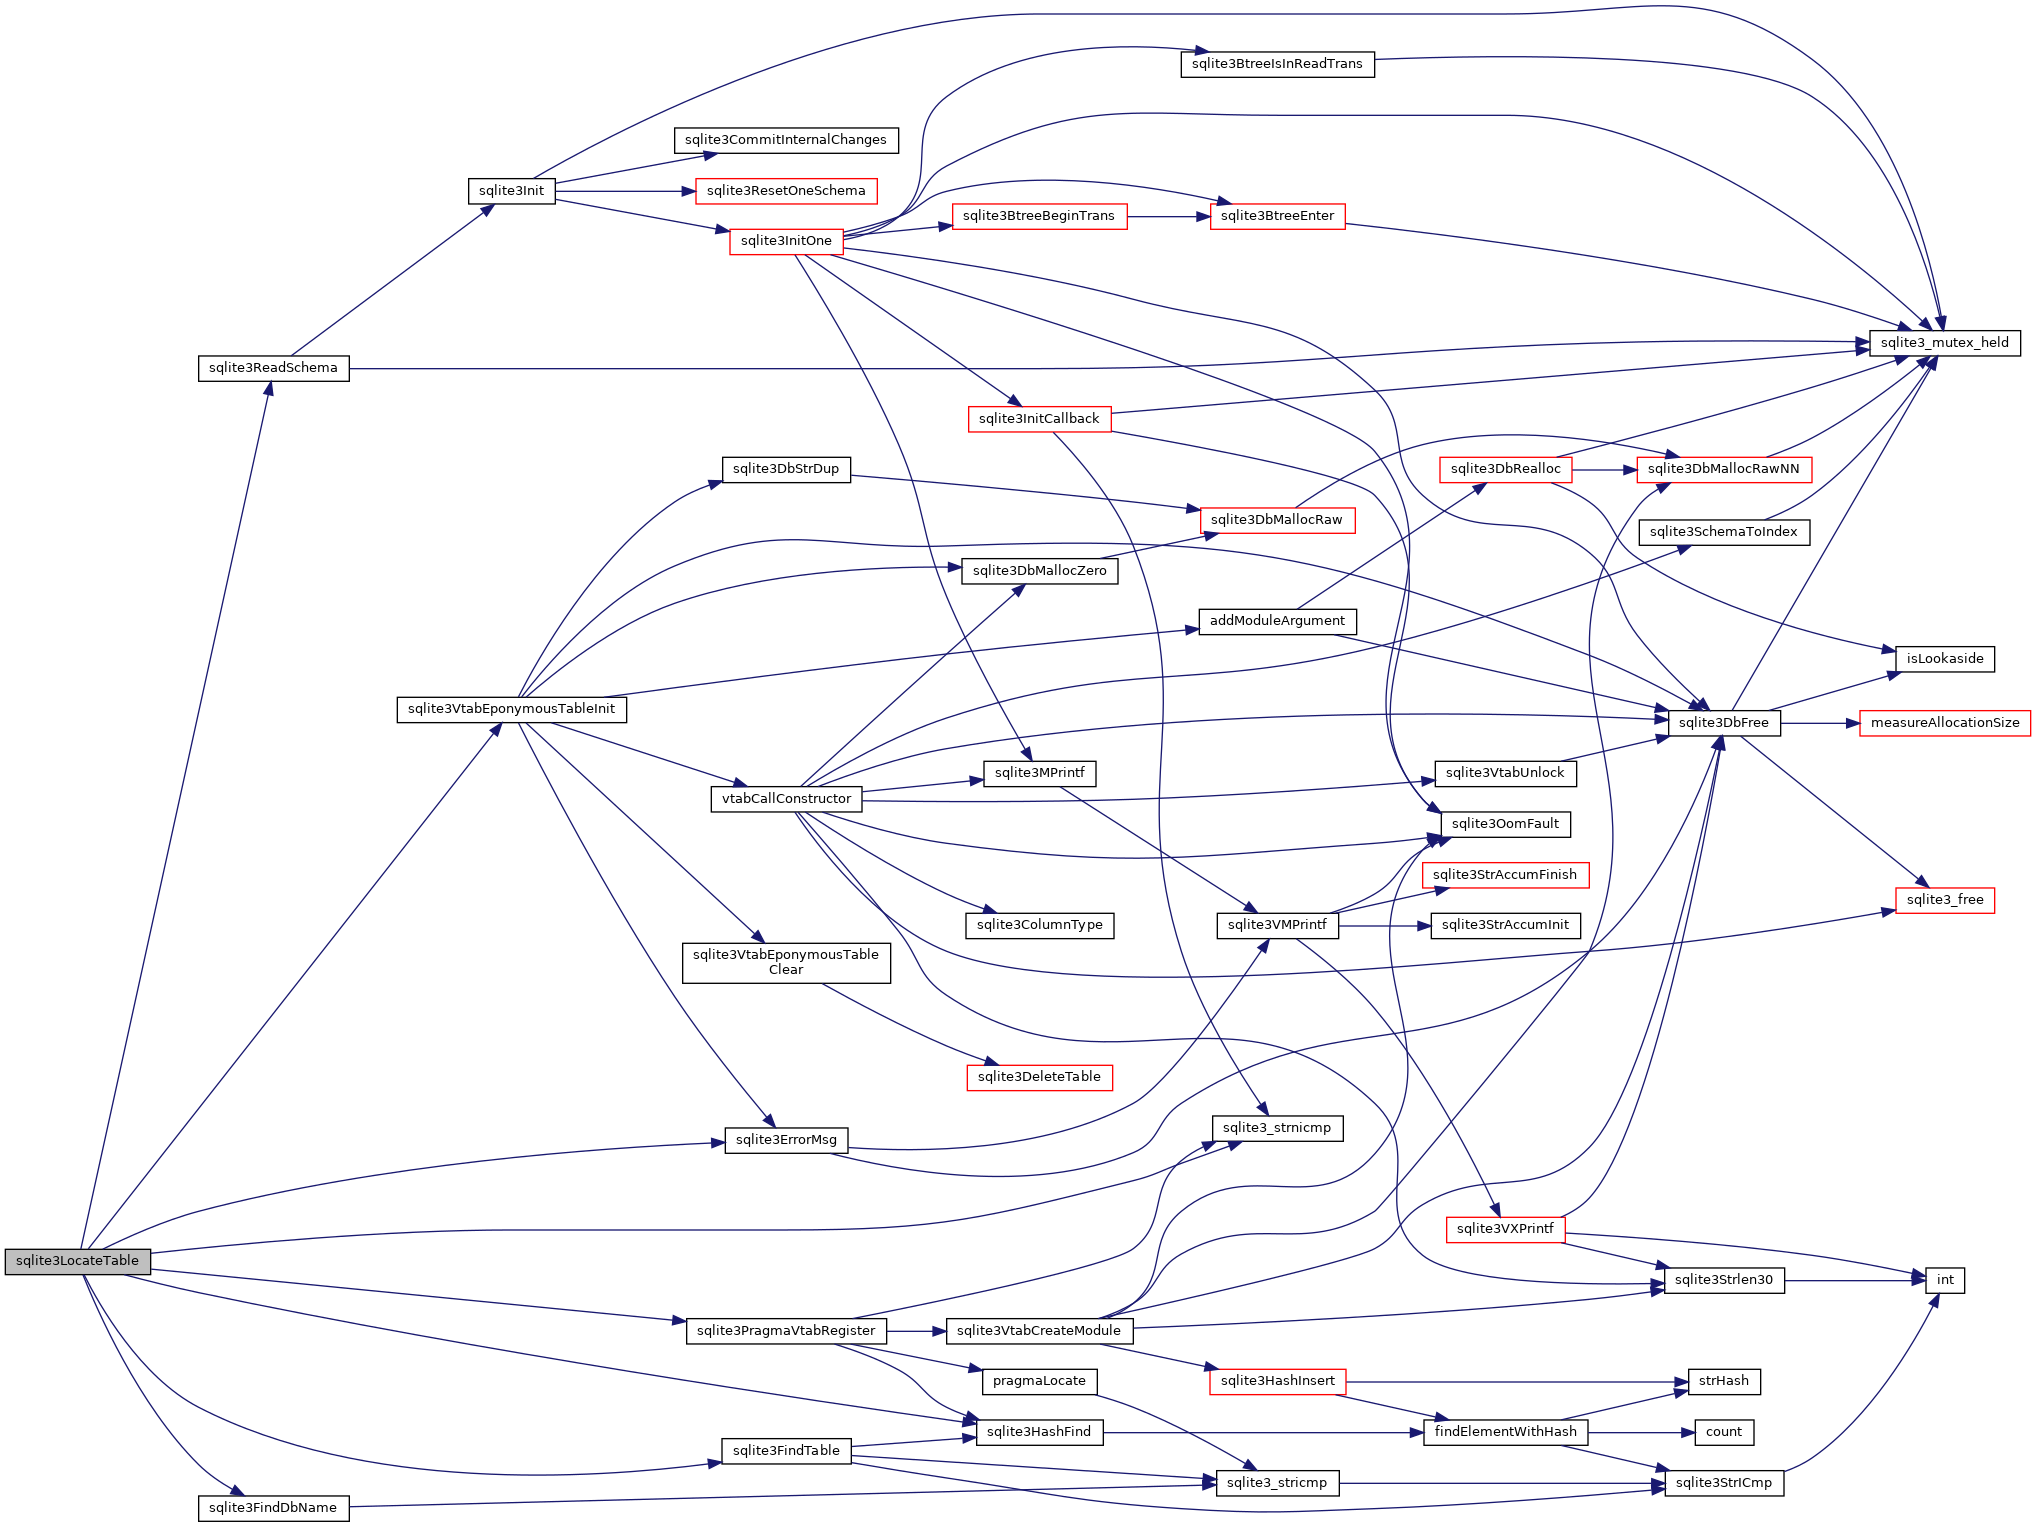 sqlite3BtreeIsInReadTrans
sqlite3CommitInternalChanges
sqlite3Init
sqlite3ResetOneSchema
sqlite3BtreeBeginTrans
sqlite3BtreeEnter
sqlite3InitOne
sqlite3_mutex_held
sqlite3ReadSchema
sqlite3InitCallback
sqlite3DbStrDup
sqlite3DbRealloc
sqlite3DbMallocRawNN
sqlite3DbMallocRaw
sqlite3SchemaToIndex
sqlite3DbMallocZero
addModuleArgument
isLookaside
sqlite3VtabEponymousTableInit
sqlite3DbFree
measureAllocationSize
sqlite3MPrintf
sqlite3VtabUnlock
vtabCallConstructor
sqlite3OomFault
sqlite3StrAccumFinish
sqlite3_free
sqlite3ColumnType
sqlite3VMPrintf
sqlite3StrAccumInit
sqlite3VtabEponymousTable
Clear
sqlite3DeleteTable
sqlite3_strnicmp
sqlite3ErrorMsg
sqlite3VXPrintf
sqlite3LocateTable
sqlite3Strlen30
int
sqlite3PragmaVtabRegister
sqlite3VtabCreateModule
pragmaLocate
sqlite3HashInsert
strHash
sqlite3HashFind
findElementWithHash
count
sqlite3FindTable
sqlite3_stricmp
sqlite3StrICmp
sqlite3FindDbName